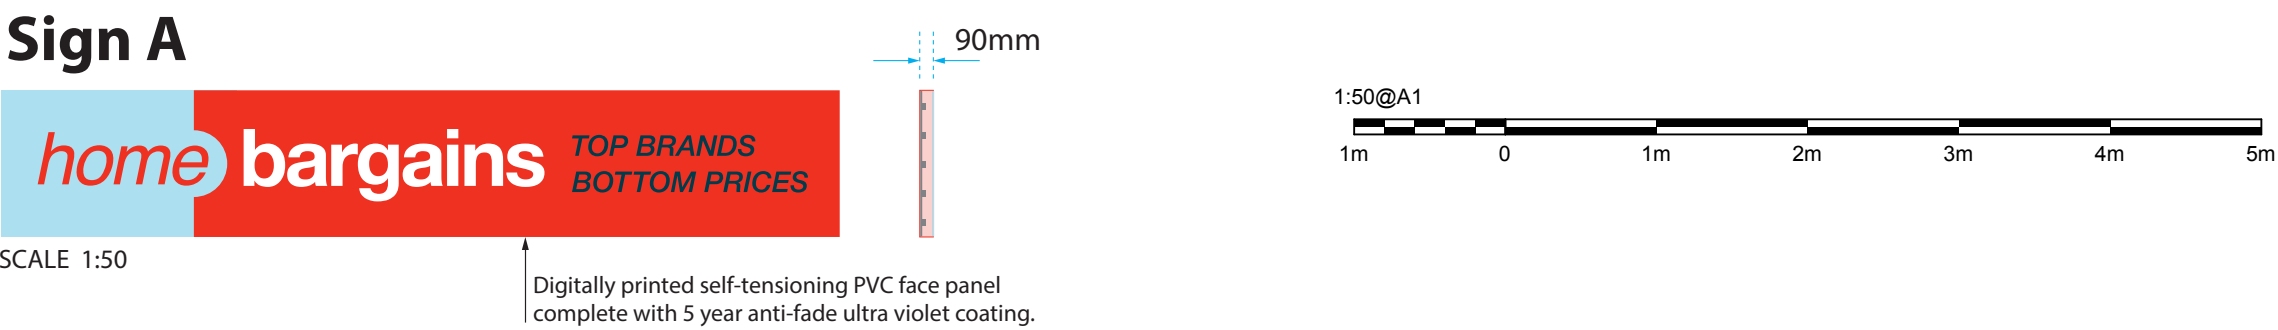 Sign A
90mm
home bargains
TOP BRANDS
BOTTOM PRICES
SCALE 1:50
Digitally printed self-tensioning PVC face panel
complete with 5 year anti-fade ultra violet coating.
1:50@A1
1m 0 1m 2m 3m 4m 5m